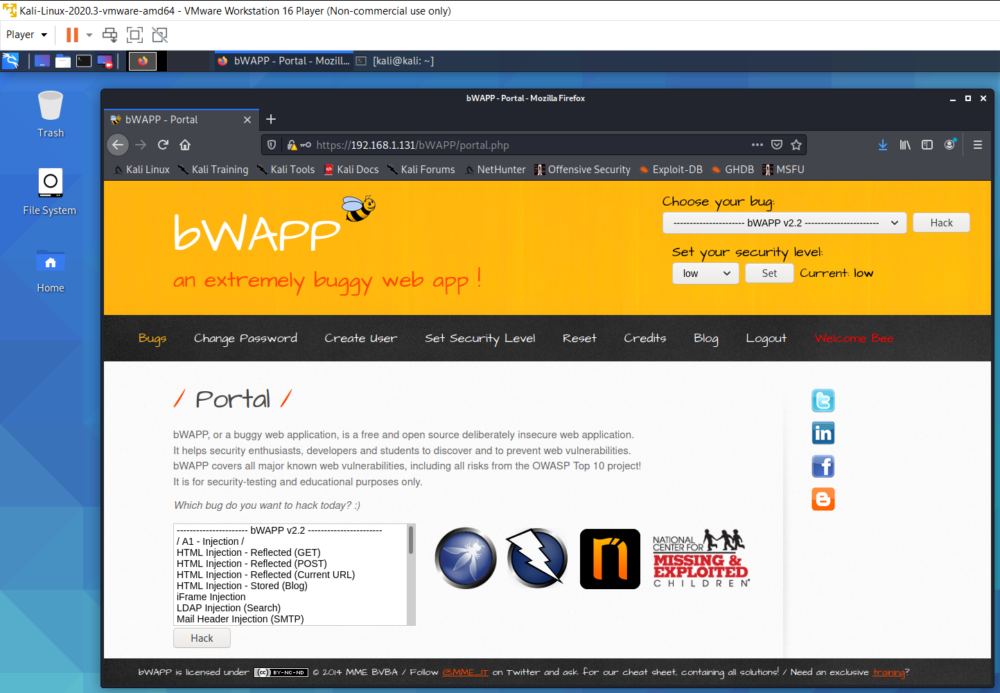 Kali-Linux-2020.3-vmware-amd64 - VMware Workstation 16 Player (Non-commercial use only)
Player
bWAPP - Portal - Mozill...
[kali@kali: ~]
bWAPP - Portal - Mozilla Firefox
bWAPP - Portal
https://192.168.1.131/bWAPP/portal.php
Kali Linux Kali Training Kali Tools Kali Docs Kali Forums NetHunter Offensive Security Exploit-DB GHDB MSFU
Trash
File System
Home
bWAPP
an extremely buggy web app !
Choose your bug:
---------------------- bWAPP v2.2 -----------------------
Hack
Set your security level:
low
Set
Current: low
Bugs Change Password Create User Set Security Level Reset Credits Blog Logout Welcome Bee
/ Portal /
bWAPP, or a buggy web application, is a free and open source deliberately insecure web application.
It helps security enthusiasts, developers and students to discover and to prevent web vulnerabilities.
bWAPP covers all major known web vulnerabilities, including all risks from the OWASP Top 10 project!
It is for security-testing and educational purposes only.
Which bug do you want to hack today? :)
---------------------- bWAPP v2.2 -----------------------
/ A1 - Injection /
HTML Injection - Reflected (GET)
HTML Injection - Reflected (POST)
HTML Injection - Reflected (Current URL)
HTML Injection - Stored (Blog)
iFrame Injection
LDAP Injection (Search)
Mail Header Injection (SMTP)
Hack
NATIONAL
CENTER FOR
MISSING &
EXPLOITED
CHILDREN
bWAPP is licensed under (cc) BY-NC-ND © 2014 MME BVBA / Follow @MME_IT on Twitter and ask for our cheat sheet, containing all solutions! / Need an exclusive training?